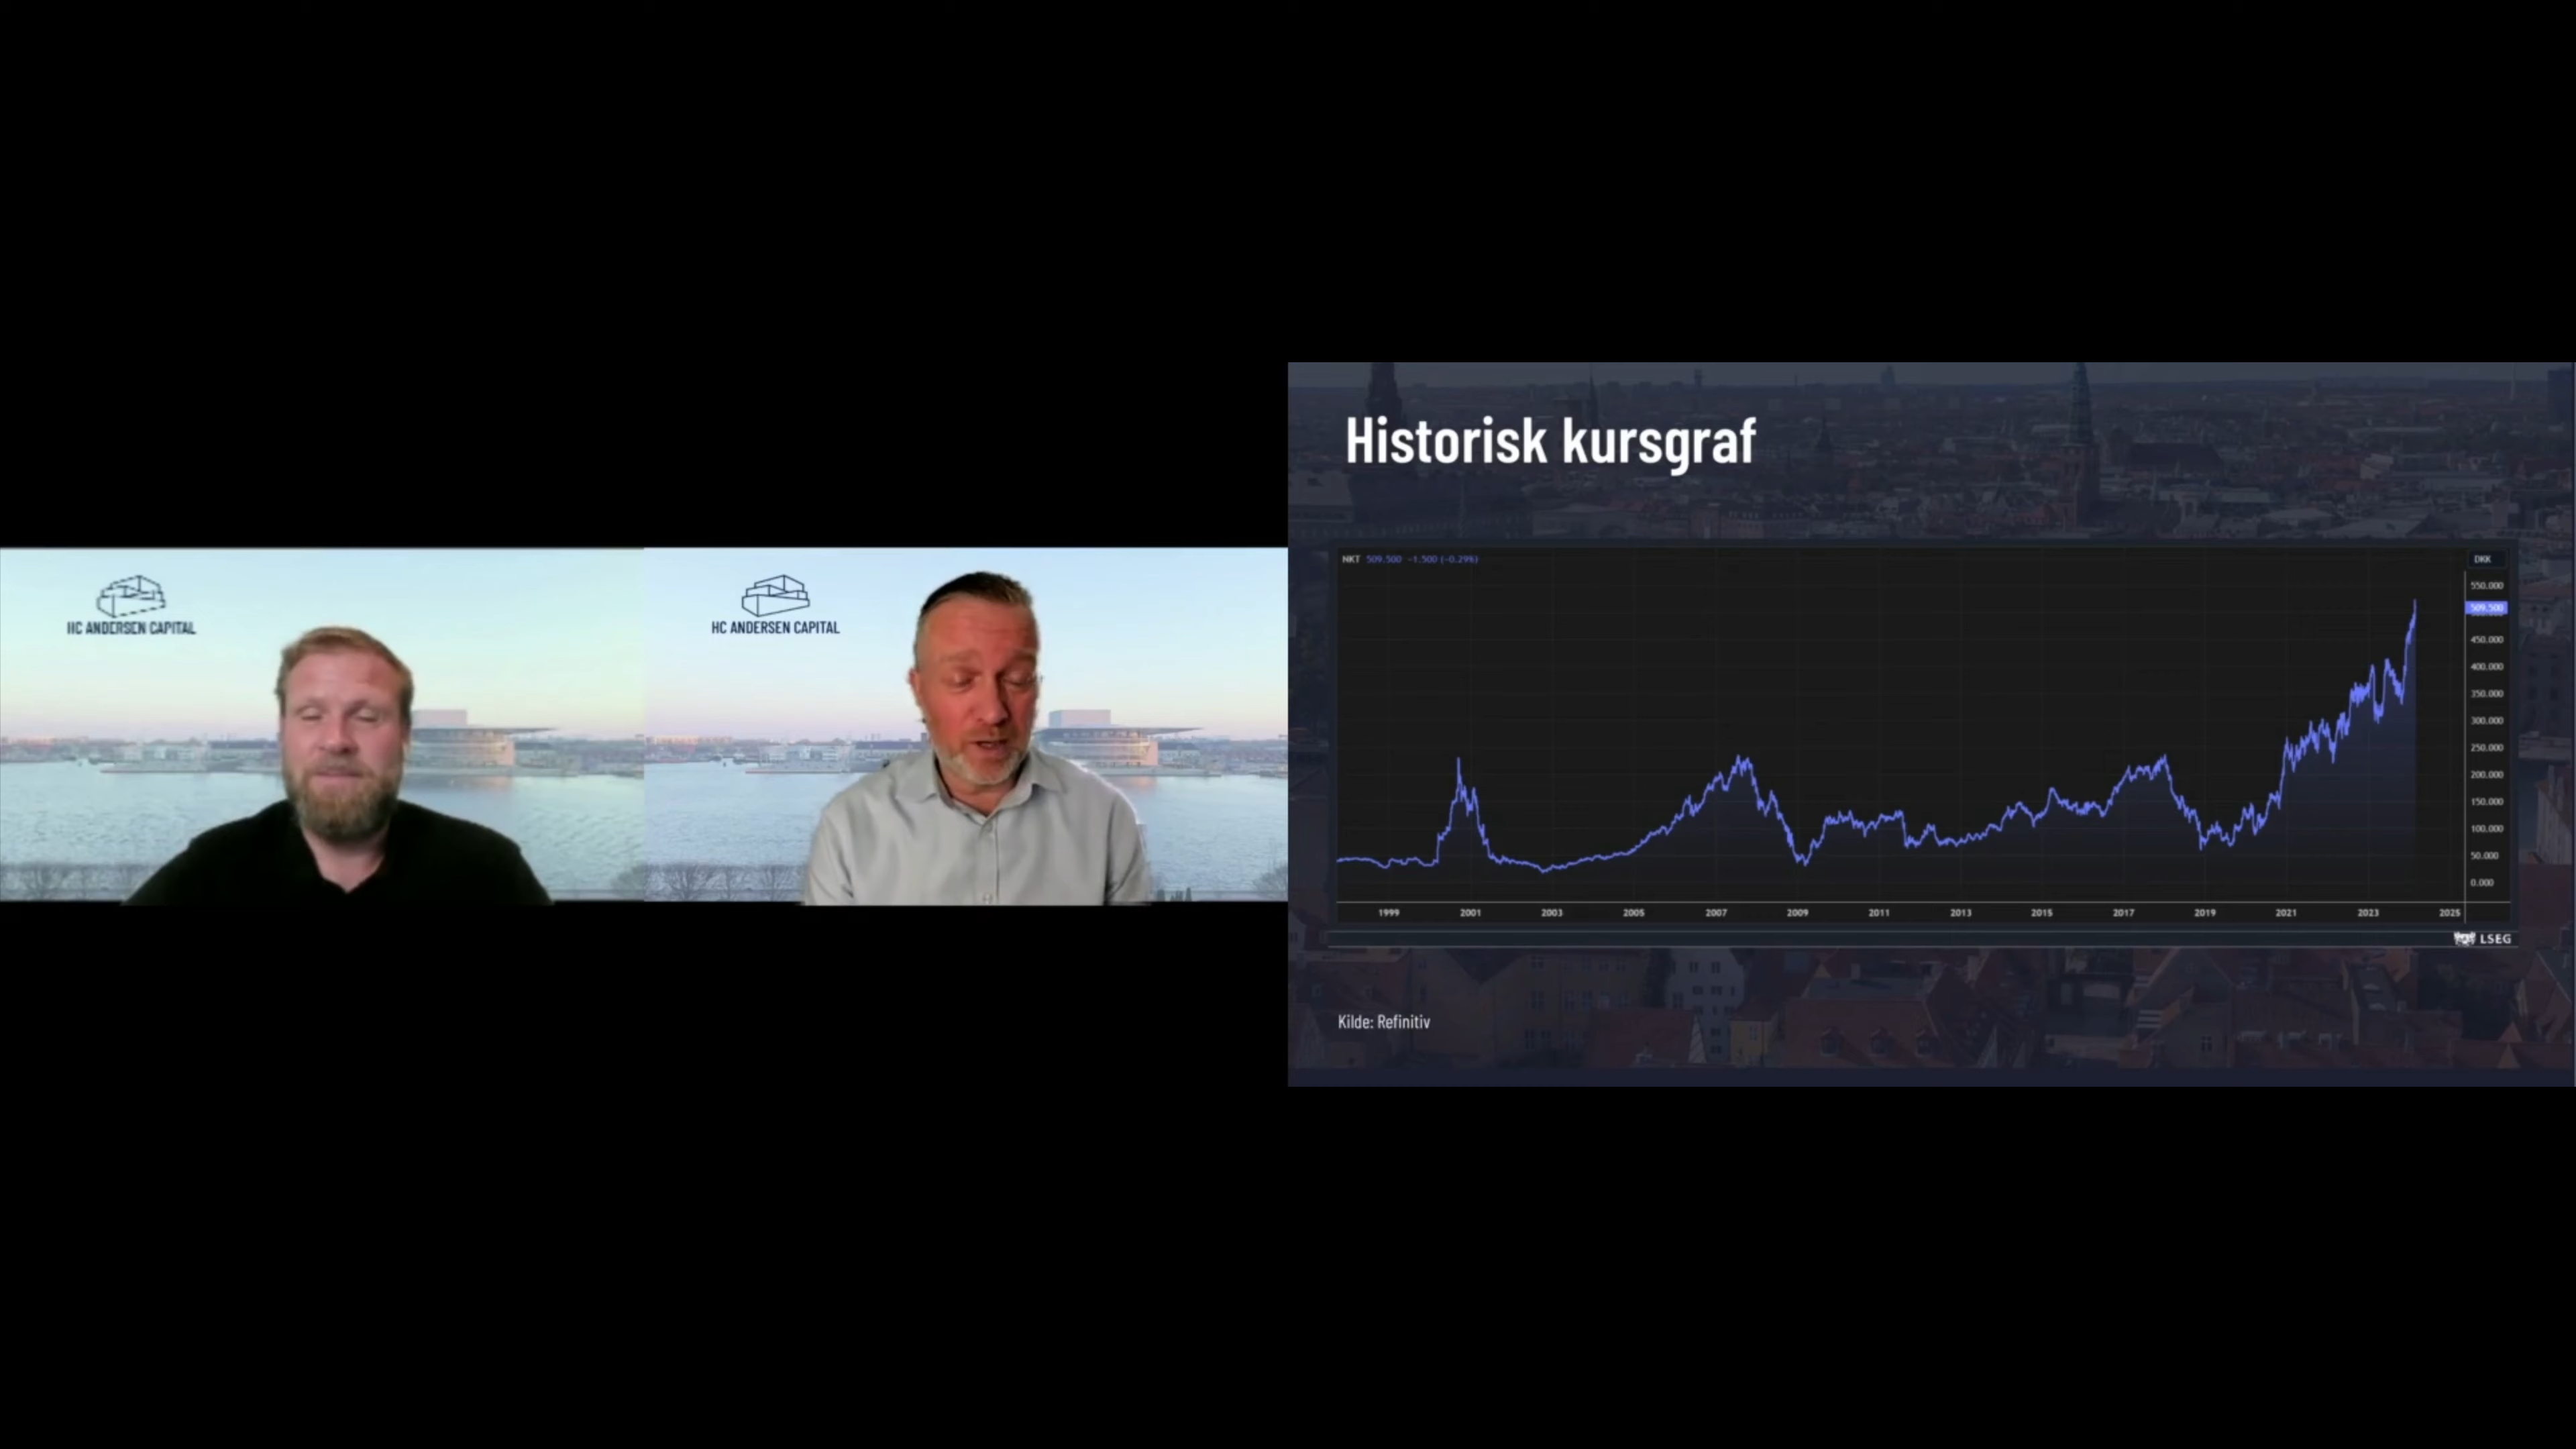 HC ANDERSEN CAPITAL
HC ANDERSEN CAPITAL
Historisk kursgraf
NKT 509.500 -1.500 (-0.29%)
DKK
550.000
509.500
450.000
400.000
350.000
300.000
250.000
200.000
150.000
100.000
50.000
0.000
1999 2001 2003 2005 2007 2009 2011 2013 2015 2017 2019 2021 2023 2025
LSEG
Kilde: Refinitiv